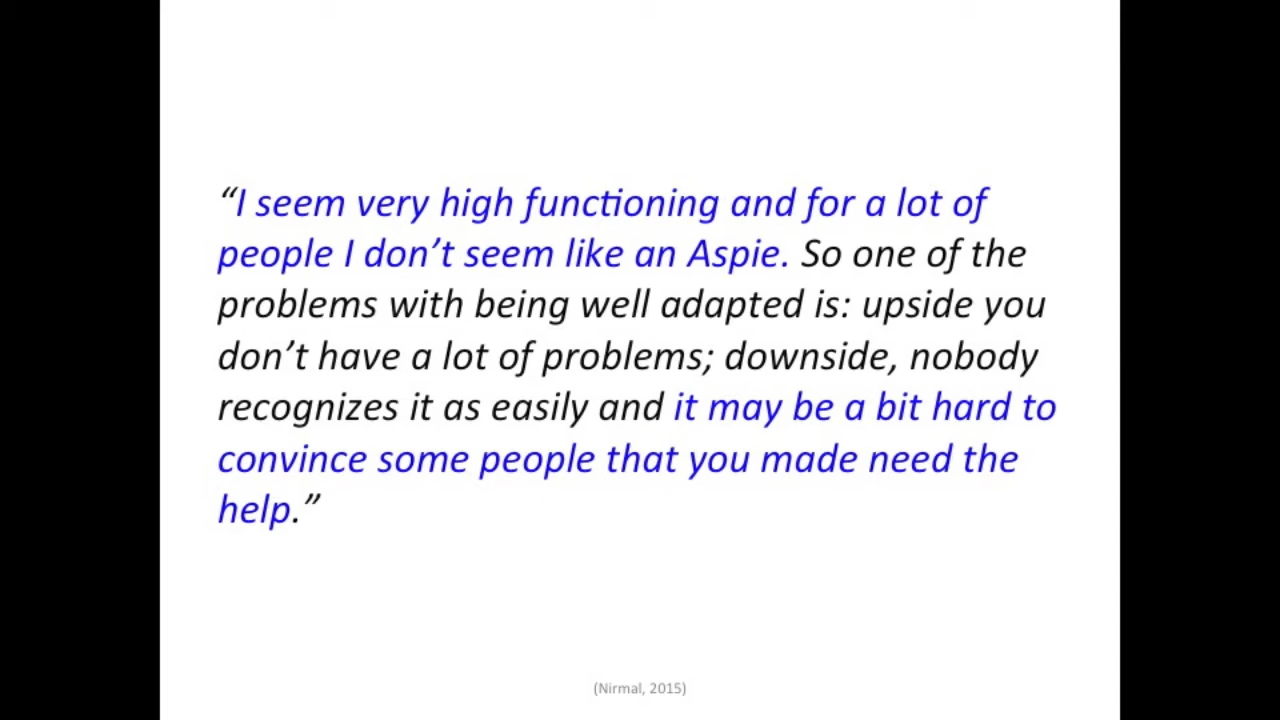 “I seem very high functioning and for a lot of
people I don’t seem like an Aspie. So one of the
problems with being well adapted is: upside you
don’t have a lot of problems; downside, nobody
recognizes it as easily and it may be a bit hard to
convince some people that you made need the
help.”
(Nirmal, 2015)